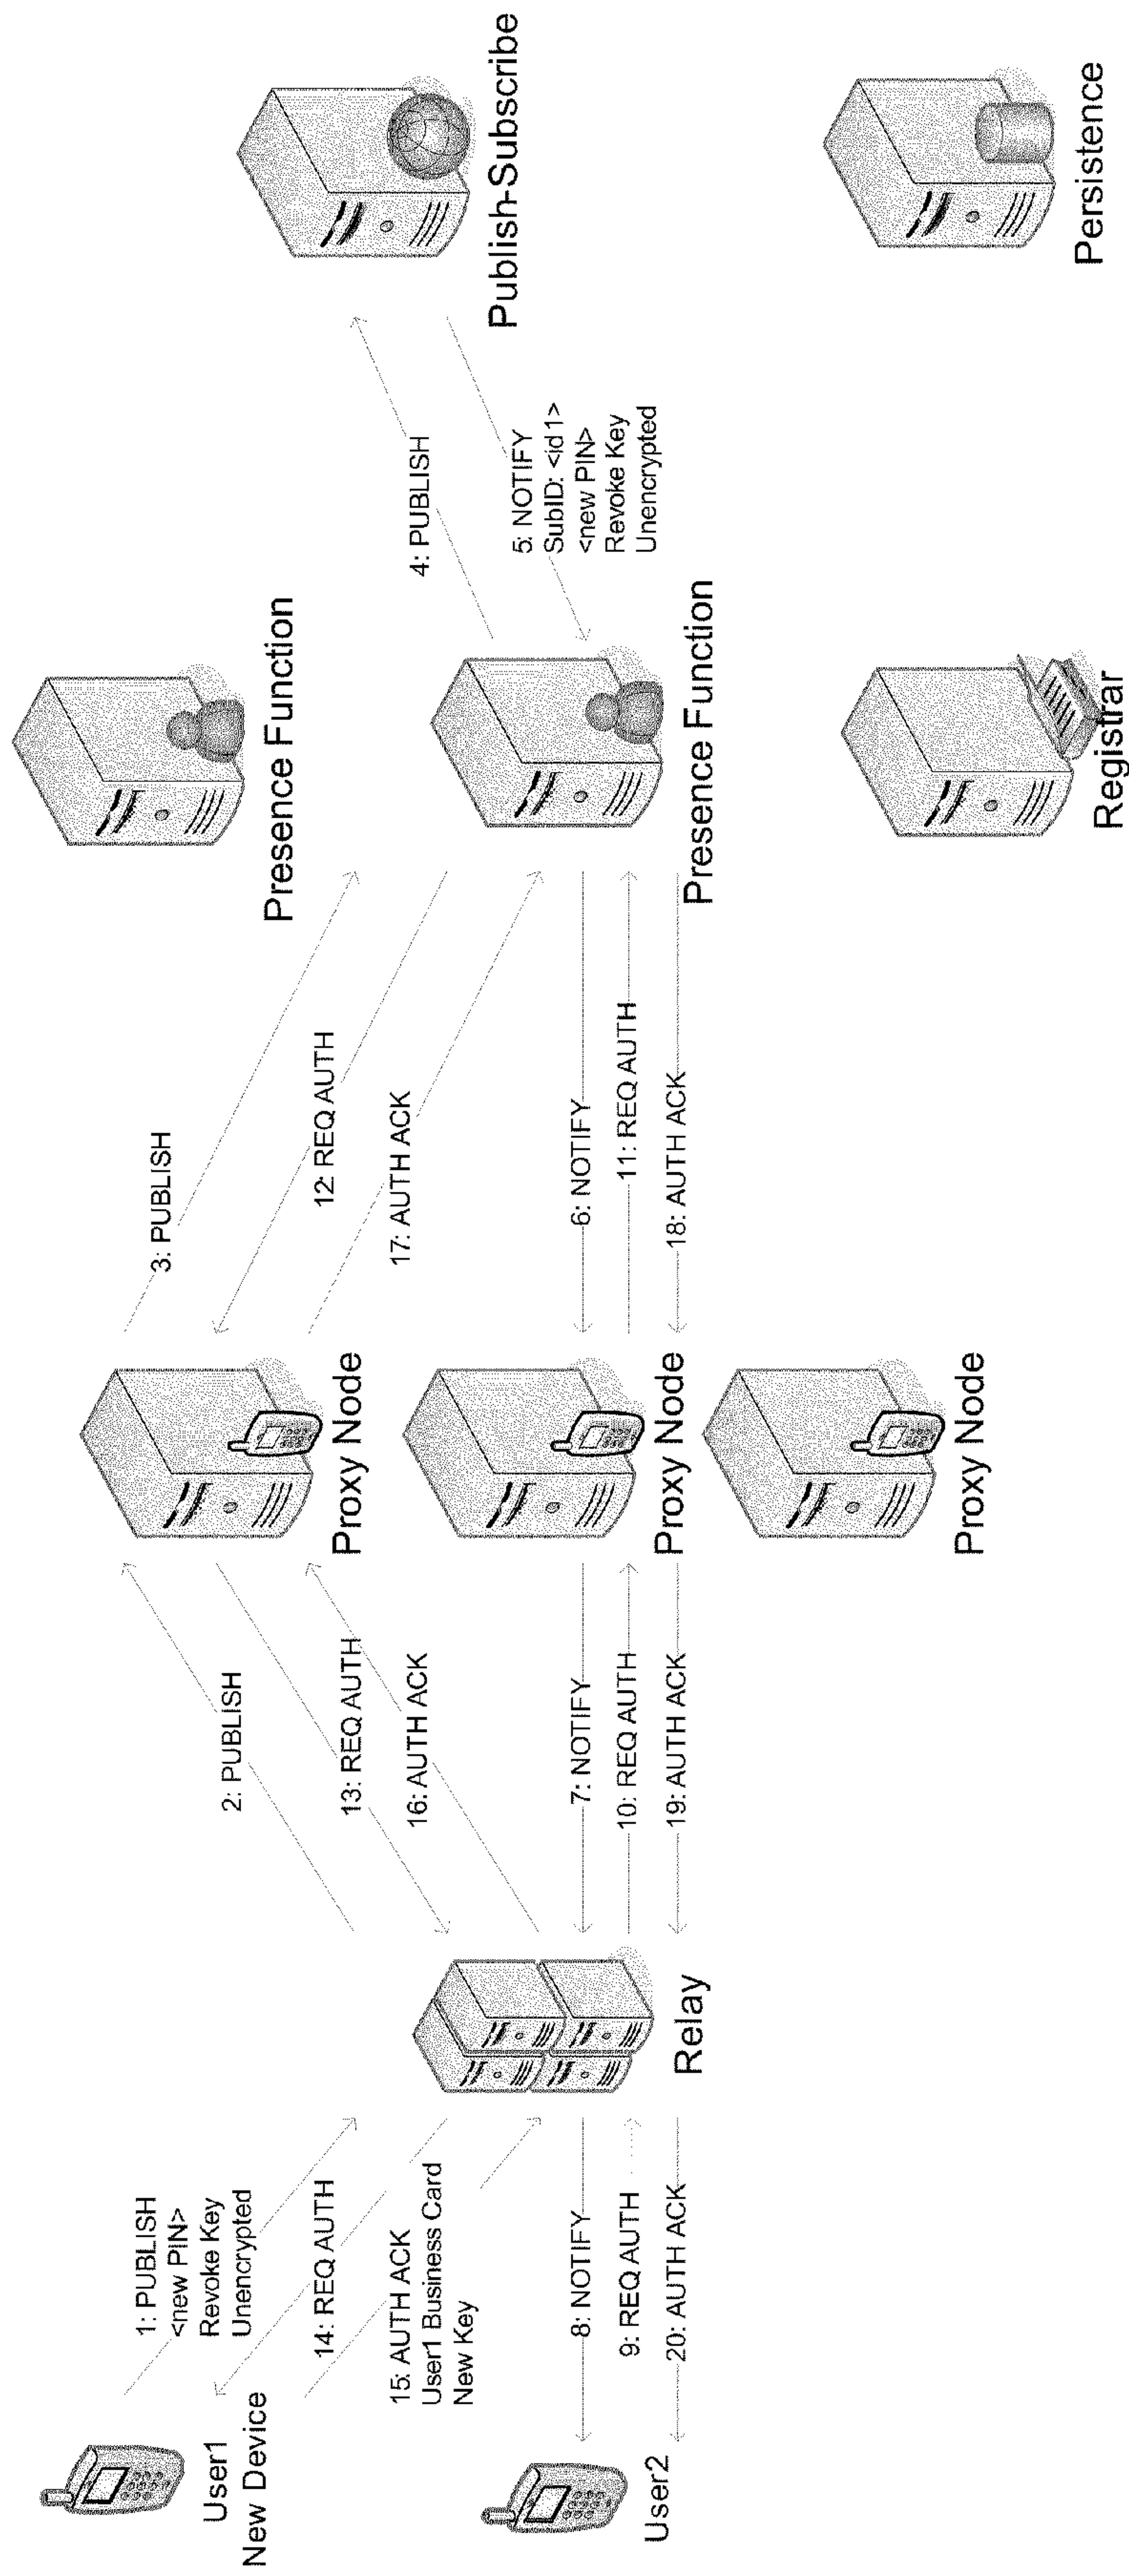 Publish-Subscribe
Persistence
4: PUBLISH
5: NOTIFY
SubID: <id1>
<new PIN>
Revoke Key
Unencrypted
Presence Function
Presence Function
Registrar
3: PUBLISH
12: REQ AUTH
17: AUTH ACK
6: NOTIFY
11: REQ AUTH
18: AUTH ACK
Proxy Node
Proxy Node
Proxy Node
2: PUBLISH
13: REQ AUTH
16: AUTH ACK
7: NOTIFY
10: REQ AUTH
19: AUTH ACK
Relay
1: PUBLISH
<new PIN>
Revoke Key
Unencrypted
14: REQ AUTH
15: AUTH ACK
User1 Business Card
New Key
8: NOTIFY
9: REQ AUTH
20: AUTH ACK
User1
New Device
User2